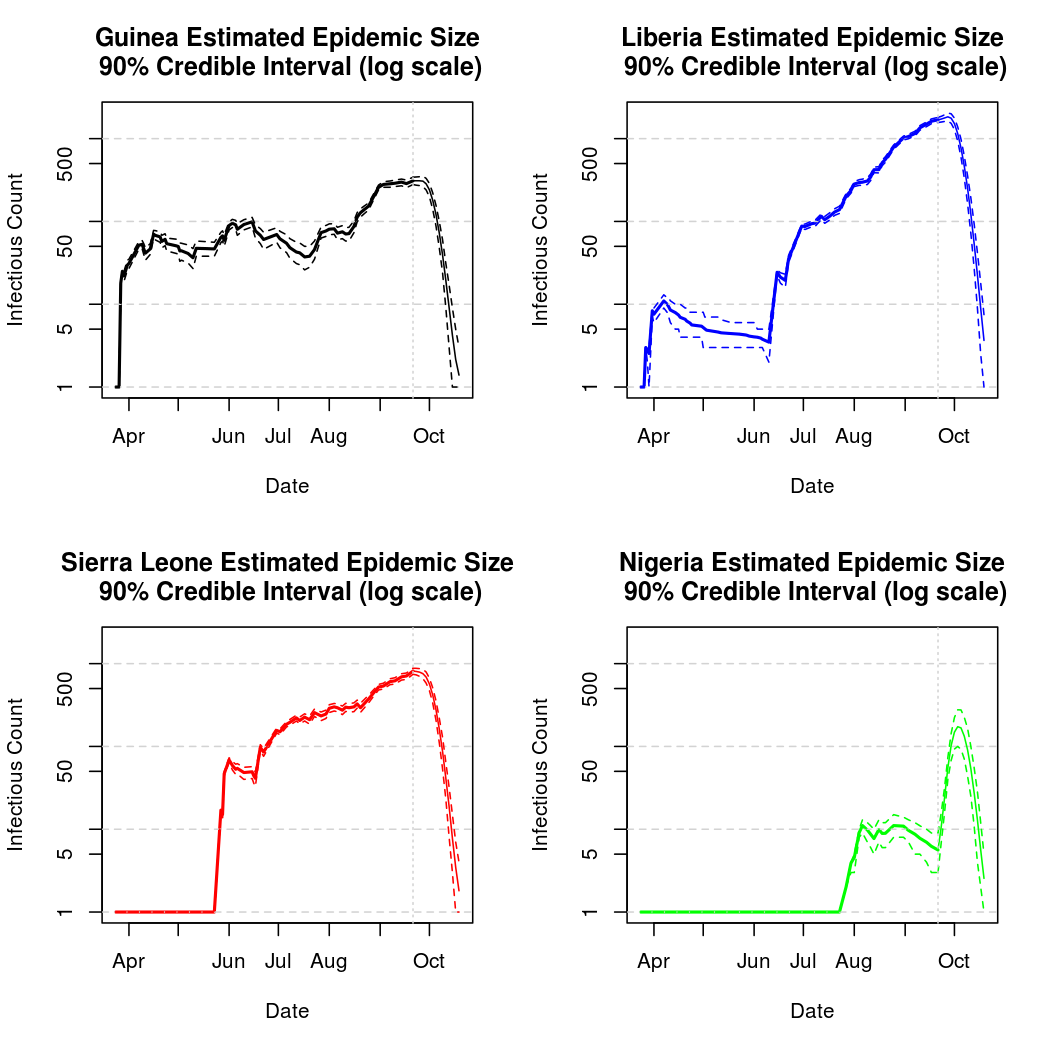 Guinea Estimated Epidemic Size
90% Credible Interval (log scale)
Infectious Count
500
50
5
1
Apr Jun Jul Aug Oct
Date
Liberia Estimated Epidemic Size
90% Credible Interval (log scale)
Infectious Count
500
50
5
1
Apr Jun Jul Aug Oct
Date
Sierra Leone Estimated Epidemic Size
90% Credible Interval (log scale)
Infectious Count
500
50
5
1
Apr Jun Jul Aug Oct
Date
Nigeria Estimated Epidemic Size
90% Credible Interval (log scale)
Infectious Count
500
50
5
1
Apr Jun Jul Aug Oct
Date